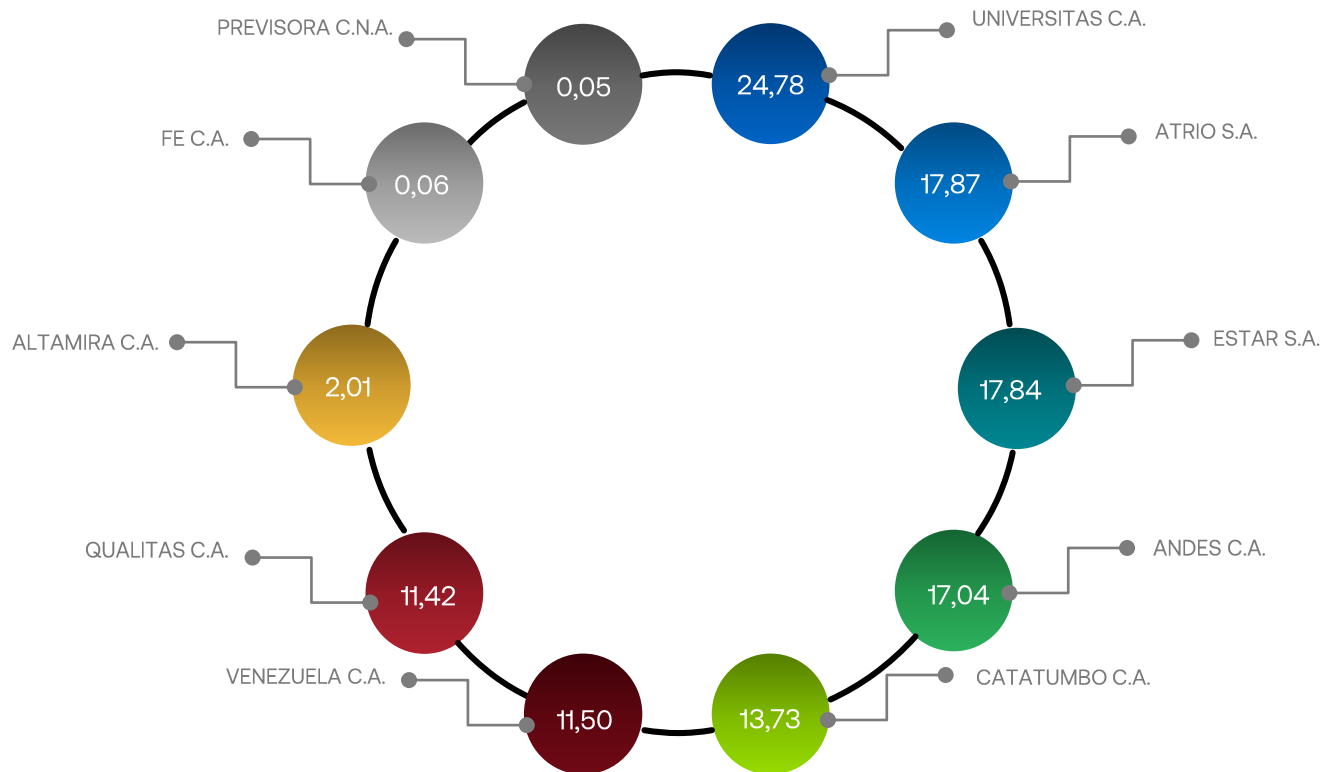 UNIVERSITAS C.A.
PREVISORA C.N.A.
0,05
24,78
ATRIO S.A.
FE C.A.
0,06
17,87
ESTAR S.A.
ALTAMIRA C.A.
2,01
17,84
QUALITAS C.A.
ANDES C.A.
11,42
17,04
VENEZUELA C.A.
CATATUMBO C.A.
11,50
13,73